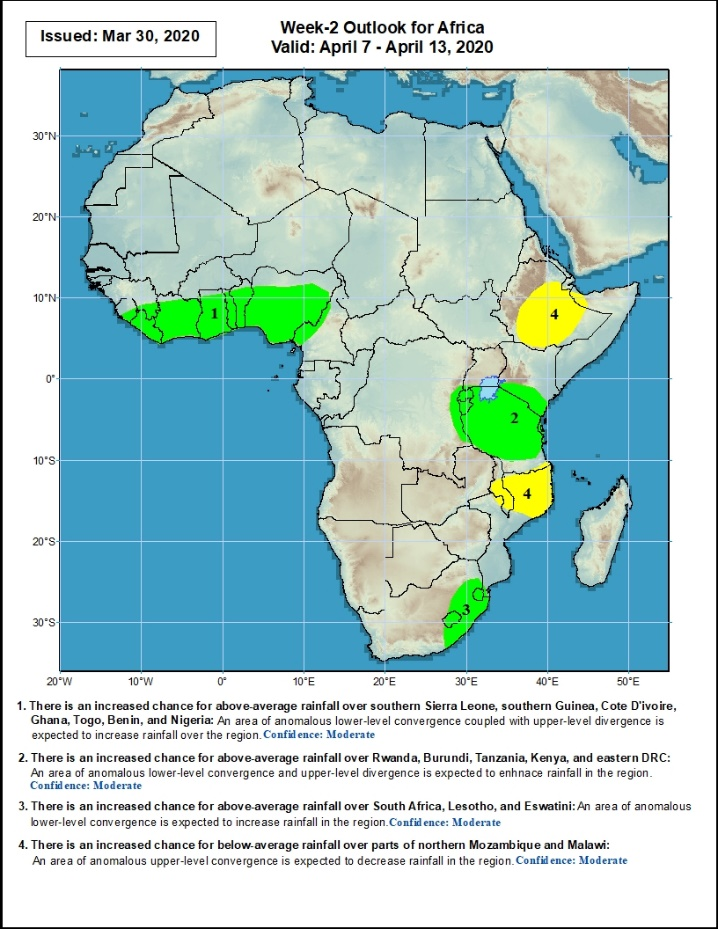 Issued: Mar 30, 2020
Week-2 Outlook for Africa
Valid: April 7 - April 13, 2020
30°N
20°N
10°N
0°
10°S
20°S
30°S
1
4
2
4
3
20°W
10°W
0°
10°E
20°E
30°E
40°E
50°E
1. There is an increased chance for above-average rainfall over southern Sierra Leone, southern Guinea, Cote D'ivoire,
Ghana, Togo, Benin, and Nigeria: An area of anomalous lower-level convergence coupled with upper-level divergence is
expected to increase rainfall over the region. Confidence: Moderate
2. There is an increased chance for above-average rainfall over Rwanda, Burundi, Tanzania, Kenya, and eastern DRC:
An area of anomalous lower-level convergence and upper-level divergence is expected to enhnace rainfall in the region.
Confidence: Moderate
3. There is an increased chance for above-average rainfall over South Africa, Lesotho, and Eswatini: An area of anomalous
lower-level convergence is expected to increase rainfall in the region. Confidence: Moderate
4. There is an increased chance for below-average rainfall over parts of northern Mozambique and Malawi:
An area of anomalous upper-level convergence is expected to decrease rainfall in the region. Confidence: Moderate